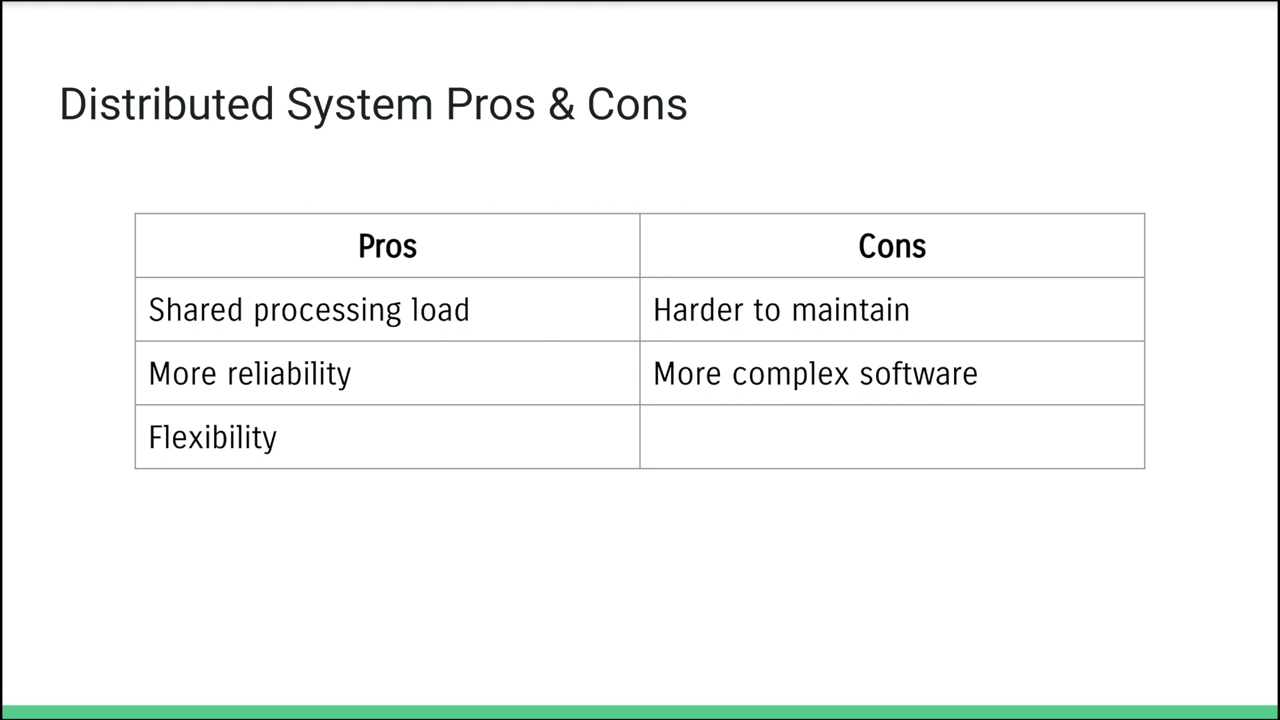 Distributed System Pros & Cons
Pros Cons
Shared processing load Harder to maintain
More reliability More complex software
Flexibility